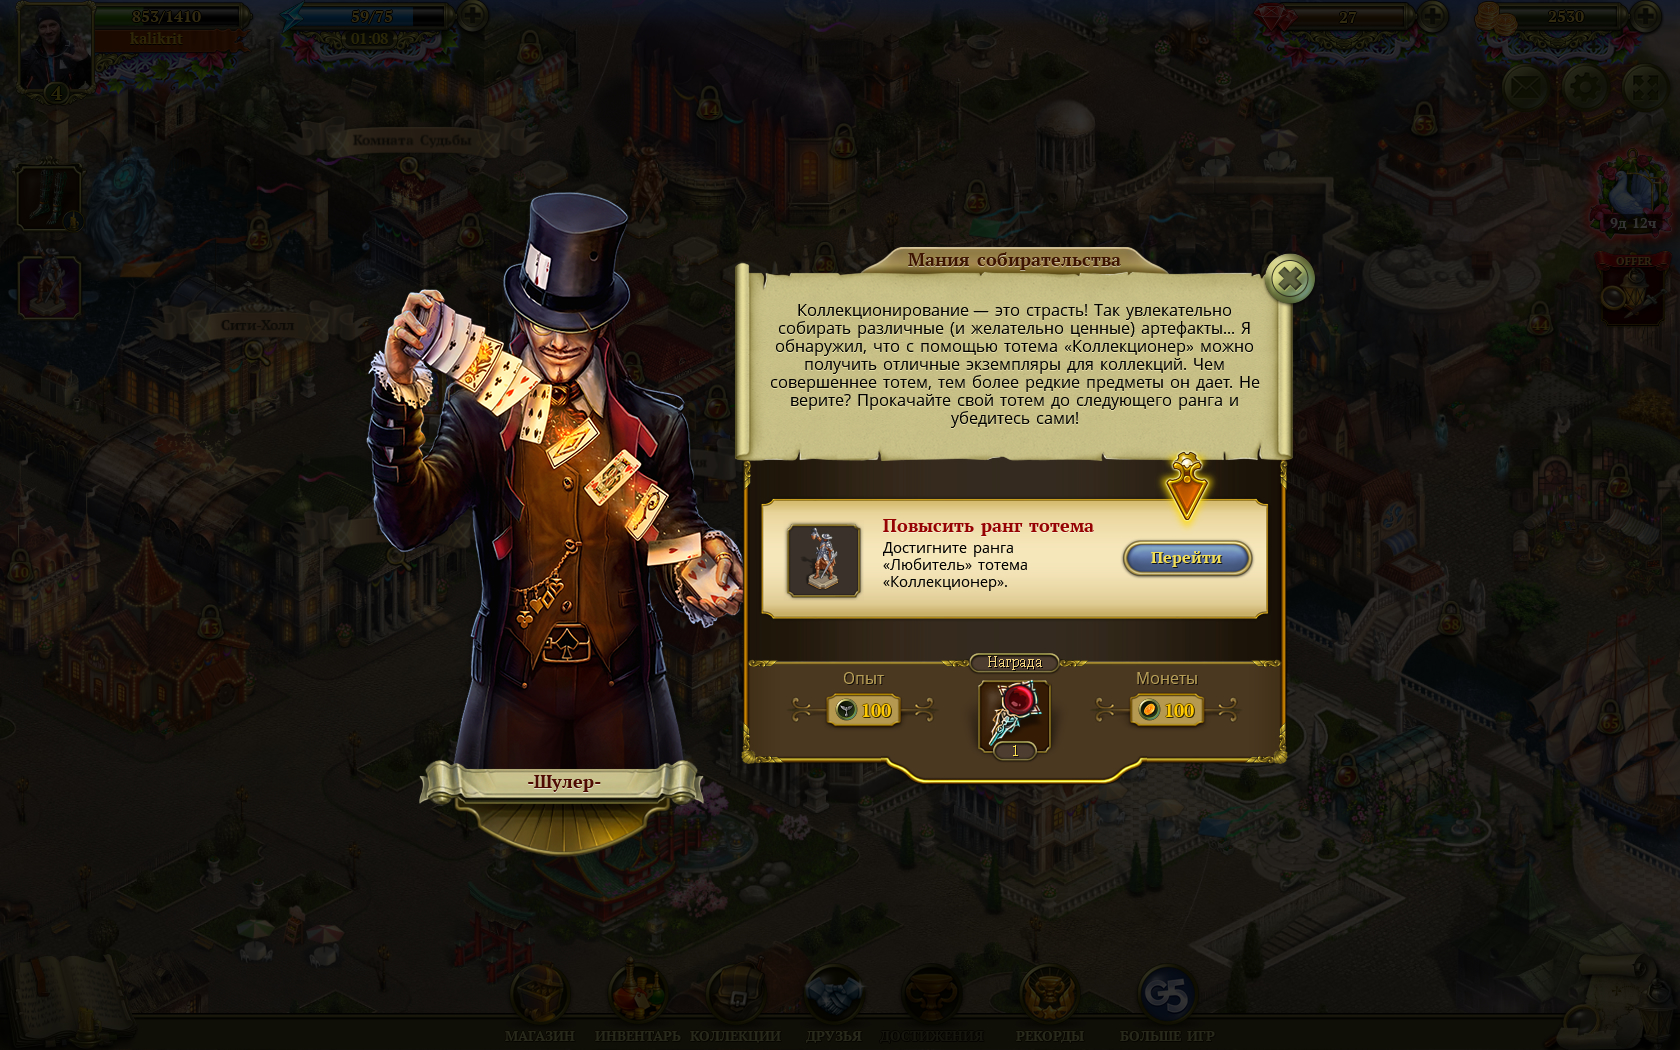 853/1410
kalikrit
4
59/75
01:08
27
2530
Комната Судьбы
Сити-Холл
9д 12ч
OFFER
Мания собирательства
Коллекционирование — это страсть! Так увлекательно
собирать различные (и желательно ценные) артефакты... Я
обнаружил, что с помощью тотема «Коллекционер» можно
получить отличные экземпляры для коллекций. Чем
совершеннее тотем, тем более редкие предметы он дает. Не
верите? Прокачайте свой тотем до следующего ранга и
убедитесь сами!
Повысить ранг тотема
Достигните ранга
«Любитель» тотема
«Коллекционер».
Перейти
Награда
Опыт
100
1
Монеты
100
-Шулер-
МАГАЗИН
ИНВЕНТАРЬ
КОЛЛЕКЦИИ
ДРУЗЬЯ
ДОСТИЖЕНИЯ
РЕКОРДЫ
G5
БОЛЬШЕ ИГР